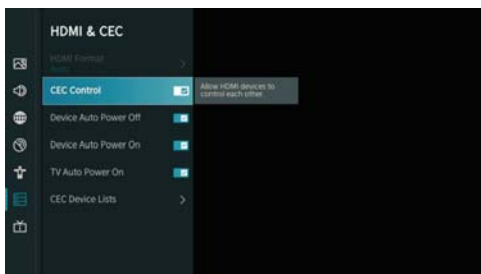 HDMI & CEC
HDMI Format
CEC Control
Allow HDMI devices to
control each other
Device Auto Power Off
Device Auto Power On
TV Auto Power On
CEC Device Lists